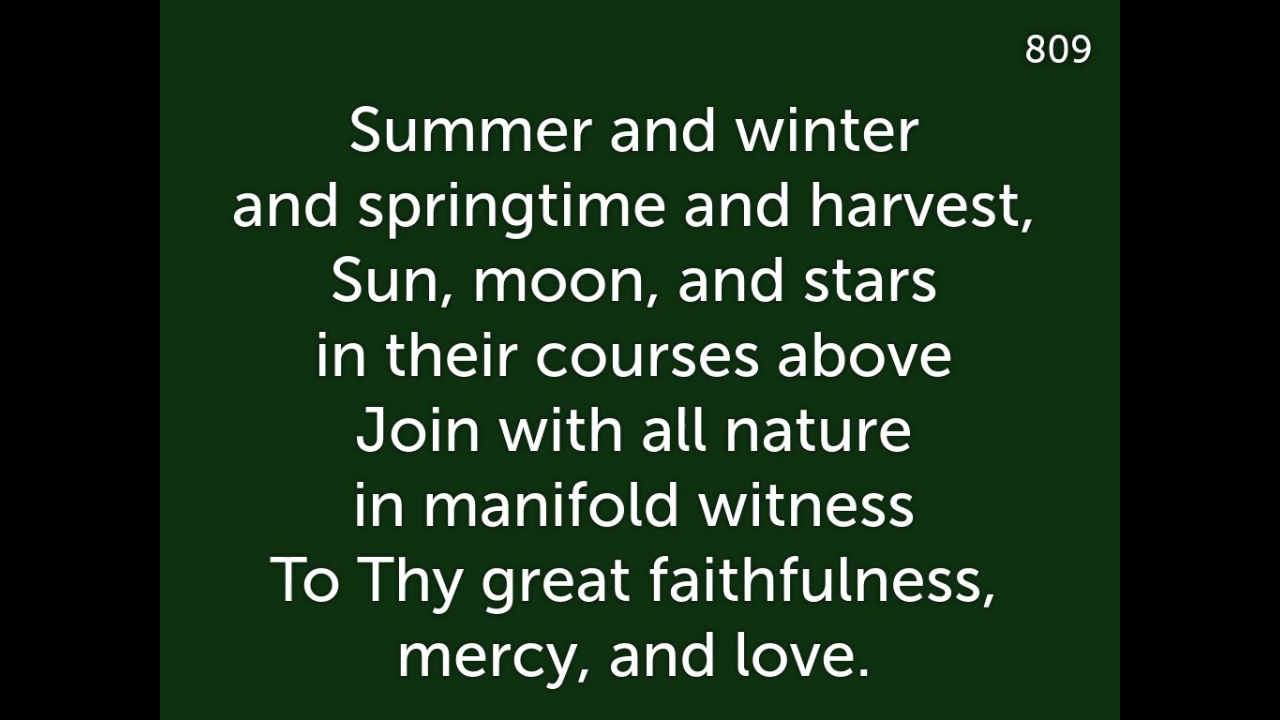 809
Summer and winter
and springtime and harvest,
Sun, moon, and stars
in their courses above
Join with all nature
in manifold witness
To Thy great faithfulness,
mercy, and love.